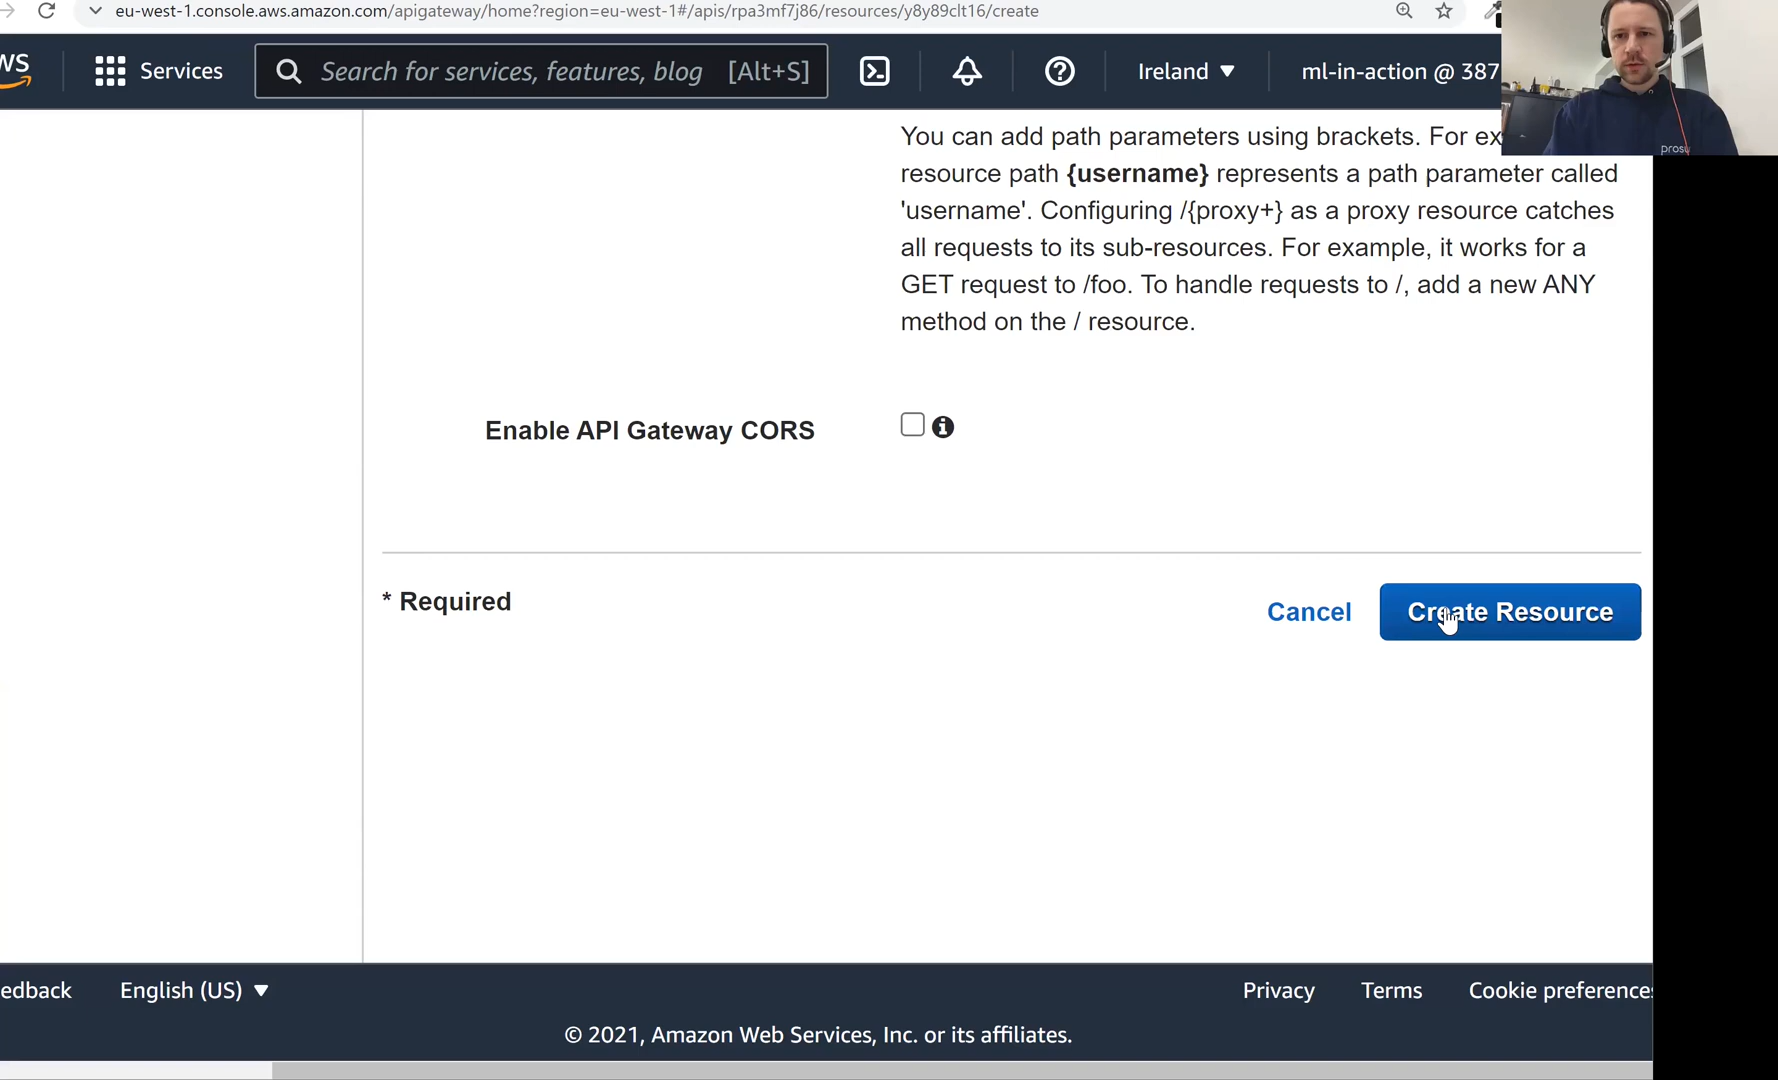 eu-west-1.console.aws.amazon.com/apigateway/home?region=eu-west-1#/apis/rpa3mf7j86/resources/y8y89clt16/create
WS
Services
Search for services, features, blog [Alt+S]
Ireland
ml-in-action @ 387
You can add path parameters using brackets. For ex
resource path {username} represents a path parameter called
'username'. Configuring /{proxy+} as a proxy resource catches
all requests to its sub-resources. For example, it works for a
GET request to /foo. To handle requests to /, add a new ANY
method on the / resource.
Enable API Gateway CORS
* Required
Cancel
Create Resource
edback
English (US)
Privacy
Terms
Cookie preferences
© 2021, Amazon Web Services, Inc. or its affiliates.